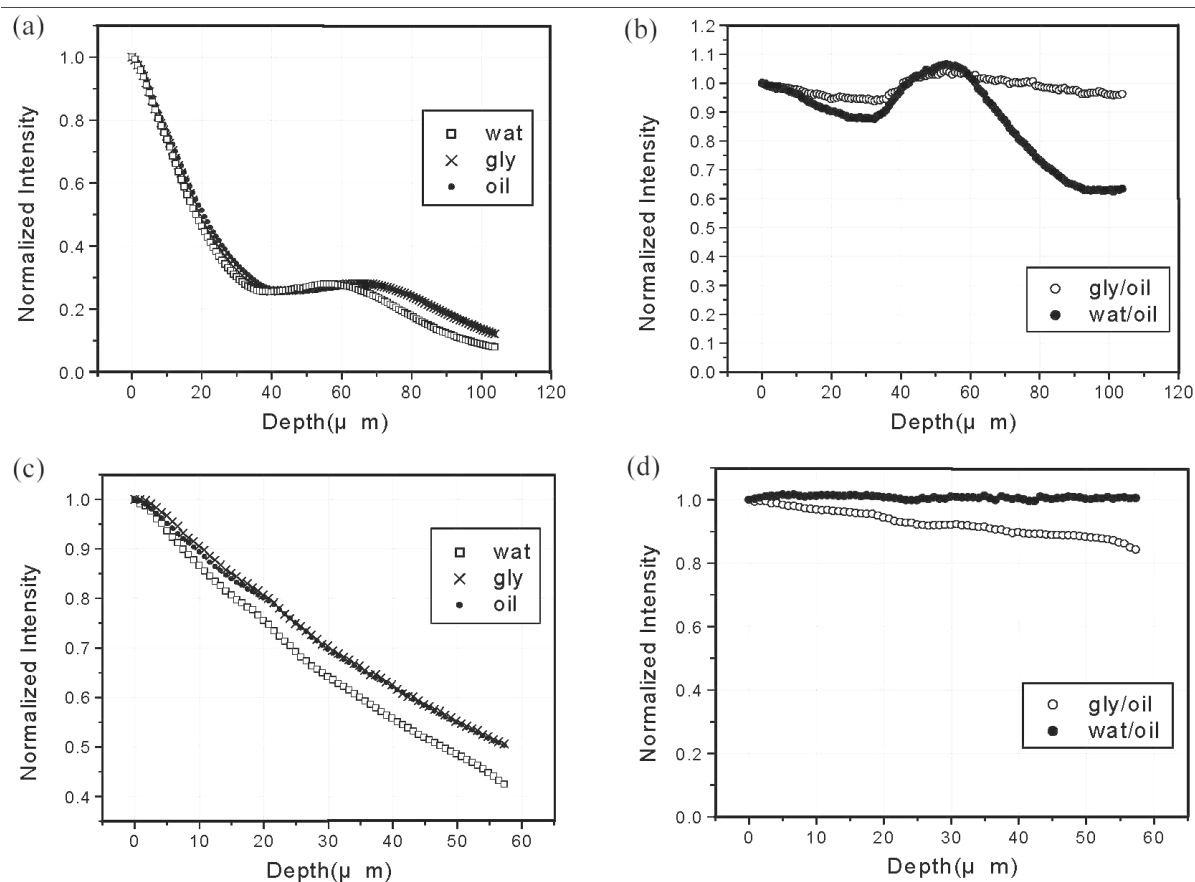 (a)
Normalized Intensity
1.0
0.8
0.6
0.4
0.2
0.0
wat
gly
oil
0 20 40 60 80 100 120
Depth(μ m)
(b)
Normalized Intensity
1.2
1.1
1.0
0.9
0.8
0.7
0.6
0.5
0.4
0.3
0.2
0.1
0.0
gly/oil
wat/oil
0 20 40 60 80 100 120
Depth(μ m)
(c)
Normalized Intensity
1.0
0.9
0.8
0.7
0.6
0.5
0.4
wat
gly
oil
0 10 20 30 40 50 60
Depth(μ m)
(d)
Normalized Intensity
1.0
0.8
0.6
0.4
0.2
0.0
gly/oil
wat/oil
0 10 20 30 40 50 60
Depth(μ m)